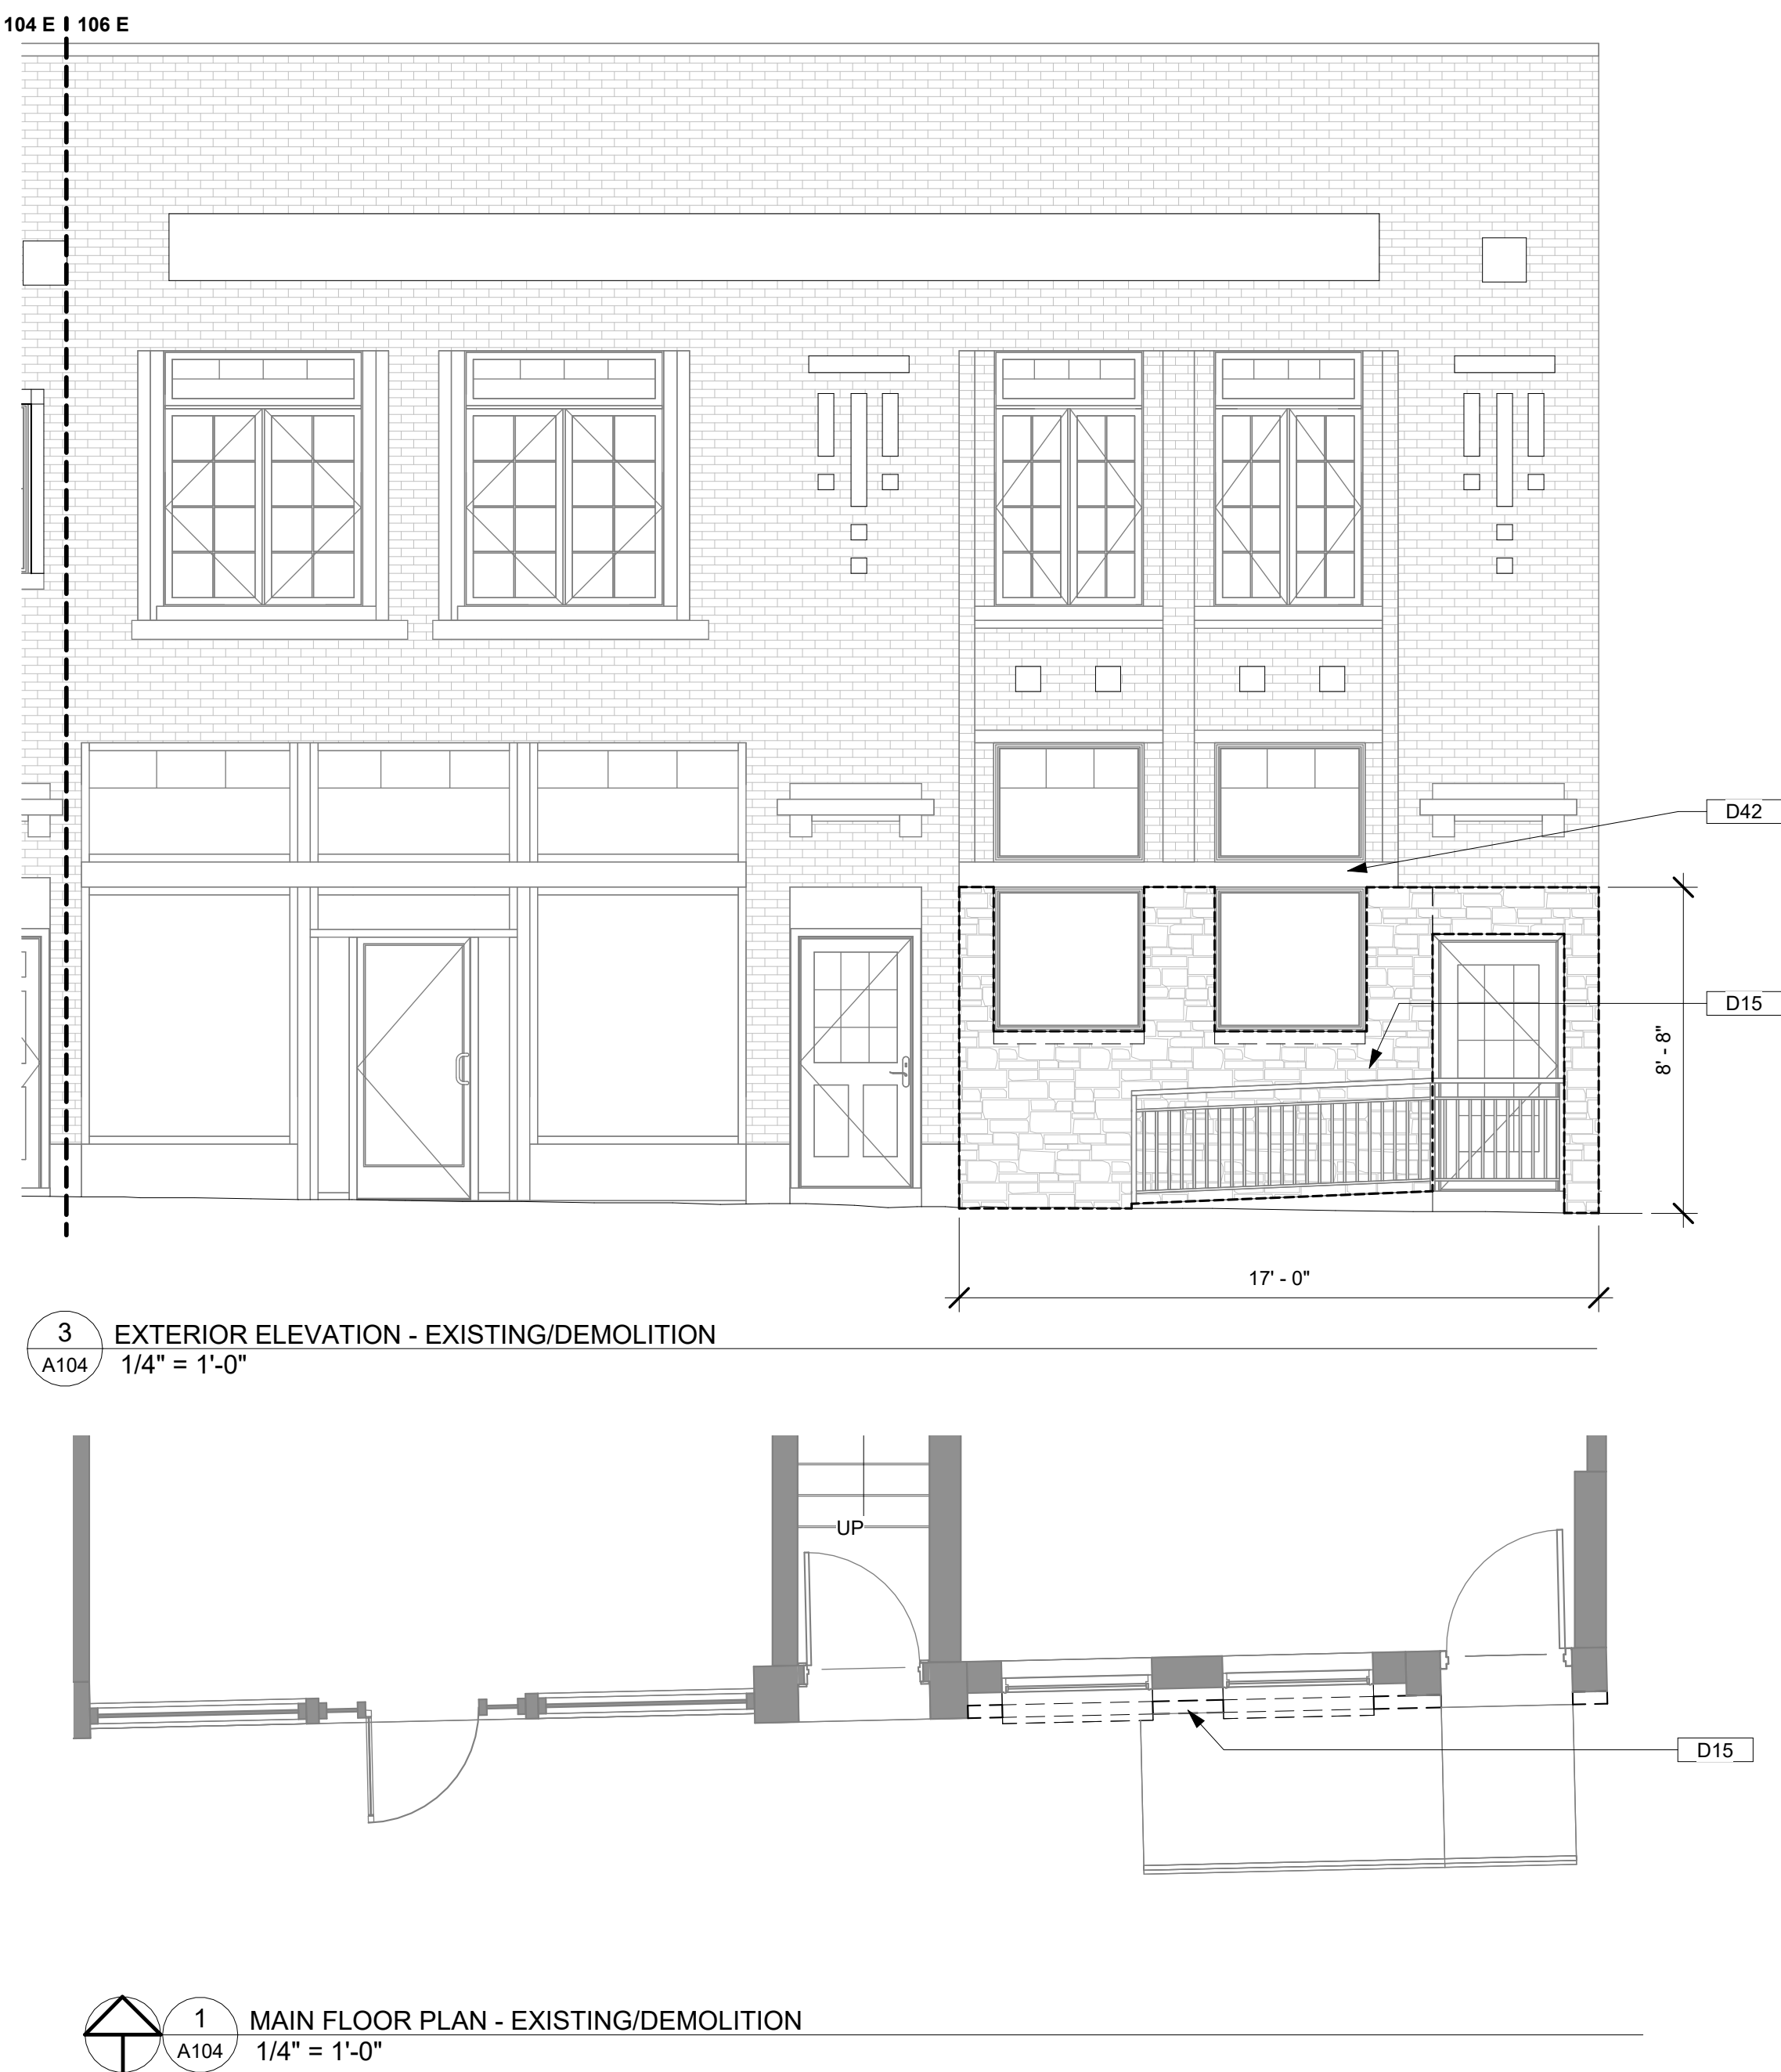 104 E 106 E
D42
D15
8' - 8"
17' - 0"
3
A104
EXTERIOR ELEVATION - EXISTING/DEMOLITION
1/4" = 1'-0"
UP
D15
1
A104
MAIN FLOOR PLAN - EXISTING/DEMOLITION
1/4" = 1'-0"